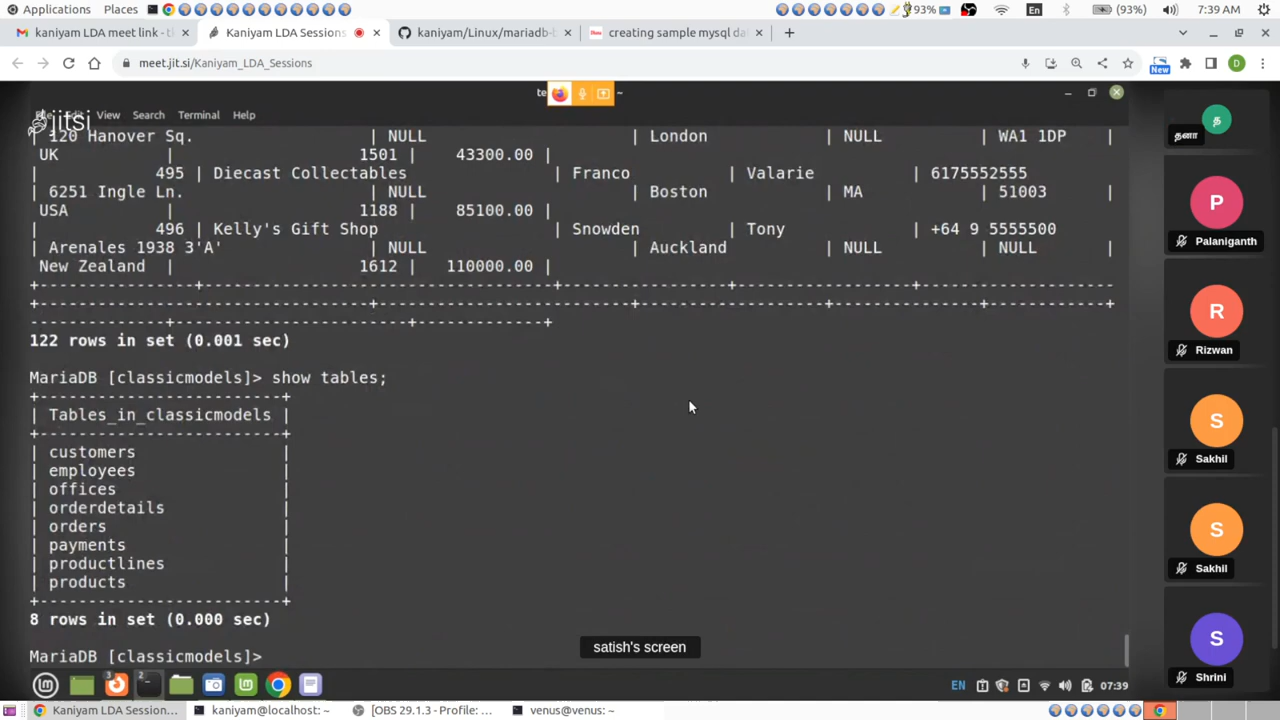 Applications Places 93% En (93%) 7:39 AM
kaniyam LDA meet link - t Kaniyam LDA Sessions kaniyam/Linux/mariadb-b creating sample mysql dat
meet.jit.si/Kaniyam_LDA_Sessions New D
jitsi
View Search Terminal Help
| 120 Hanover Sq. | NULL | London | NULL | WA1 1DP |
UK | 1501 | 43300.00 |
| 495 | Diecast Collectables | Franco | Valarie | 6175552555
| 6251 Ingle Ln. | NULL | Boston | MA | 51003 |
USA | 1188 | 85100.00 |
| 496 | Kelly's Gift Shop | Snowden | Tony | +64 9 5555500
| Arenales 1938 3'A' | NULL | Auckland | NULL | NULL |
New Zealand | 1612 | 110000.00 |
122 rows in set (0.001 sec)
MariaDB [classicmodels]> show tables;
| Tables_in_classicmodels |
| customers |
| employees |
| offices |
| orderdetails |
| orders |
| payments |
| productlines |
| products |
8 rows in set (0.000 sec)
MariaDB [classicmodels]>
satish's screen
EN 07:39
த
தனா
P
Palaniganth
R
Rizwan
S
Sakhil
S
Sakhil
S
Shrini
Kaniyam LDA Session... kaniyam@localhost: ~ [OBS 29.1.3 - Profile: ... venus@venus: ~